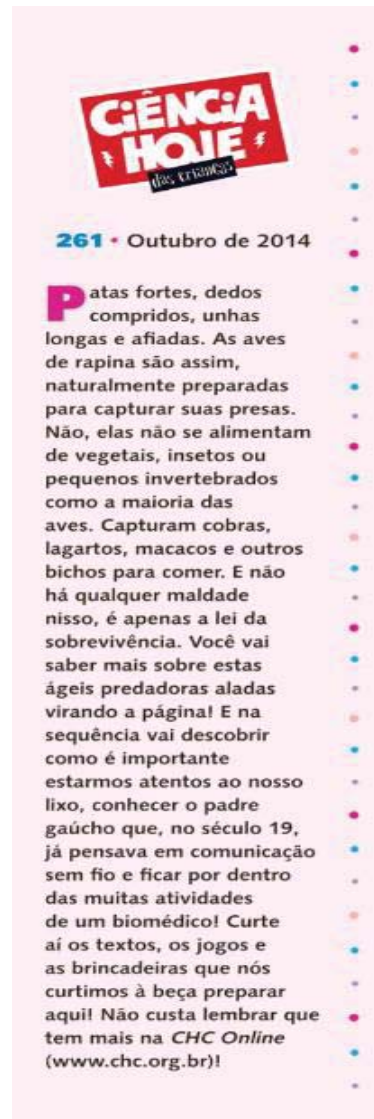 CiÊNCiA
HOJE
das crianças
261 • Outubro de 2014
Patas fortes, dedos
compridos, unhas
longas e afiadas. As aves
de rapina são assim,
naturalmente preparadas
para capturar suas presas.
Não, elas não se alimentam
de vegetais, insetos ou
pequenos invertebrados
como a maioria das
aves. Capturam cobras,
lagartos, macacos e outros
bichos para comer. E não
há qualquer maldade
nisso, é apenas a lei da
sobrevivência. Você vai
saber mais sobre estas
ágeis predadoras aladas
virando a página! E na
sequência vai descobrir
como é importante
estarmos atentos ao nosso
lixo, conhecer o padre
gaúcho que, no século 19,
já pensava em comunicação
sem fio e ficar por dentro
das muitas atividades
de um biomédico! Curte
aí os textos, os jogos e
as brincadeiras que nós
curtimos à beça preparar
aqui! Não custa lembrar que
tem mais na CHC Online
(www.chc.org.br)!